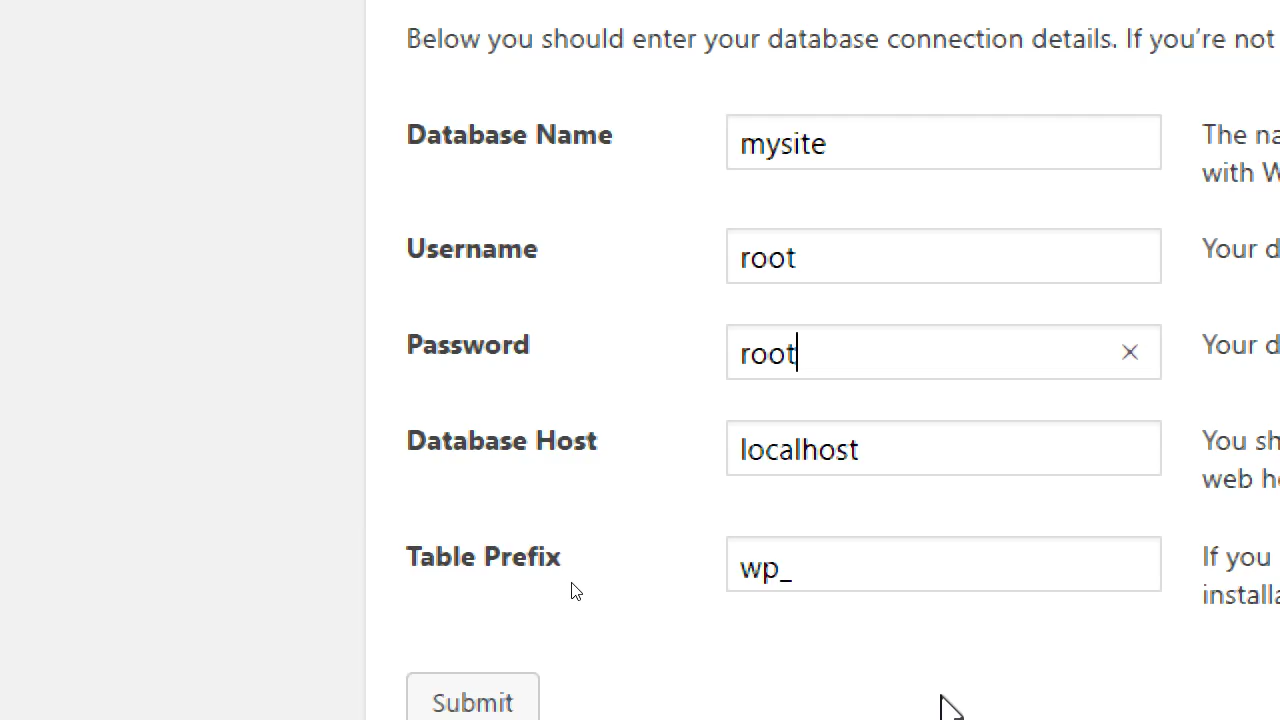 Below you should enter your database connection details. If you’re not
Database Name
mysite
The na
with W
Username
root
Your d
Password
root
Your d
Database Host
localhost
You sh
web ho
Table Prefix
wp_
If you
installa
Submit